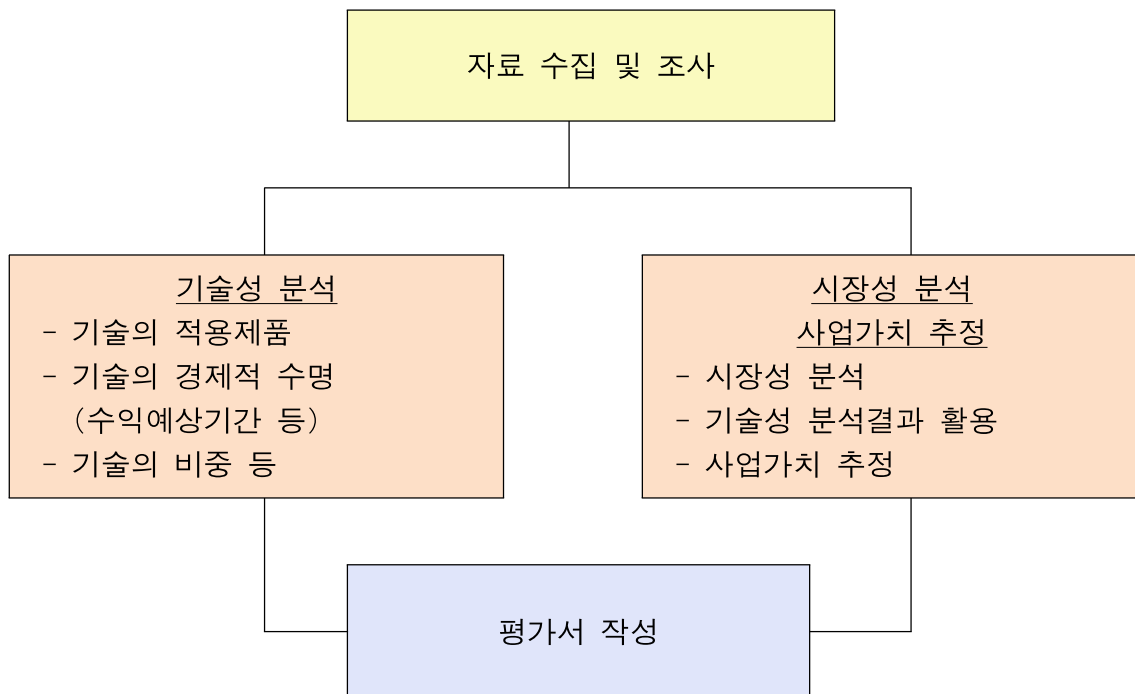 자료 수집 및 조사
기술성 분석
- 기술의 적용제품
- 기술의 경제적 수명
(수익예상기간 등)
- 기술의 비중 등
시장성 분석
사업가치 추정
- 시장성 분석
- 기술성 분석결과 활용
- 사업가치 추정
평가서 작성